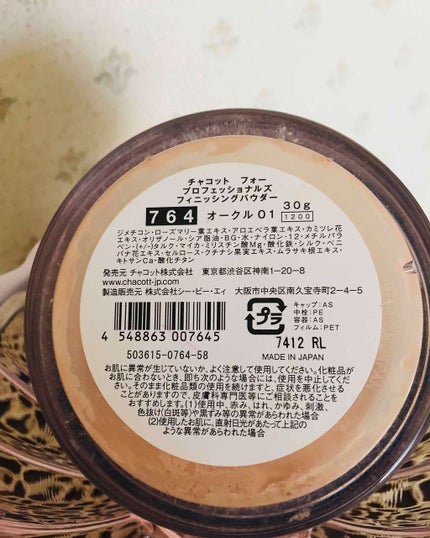 チャコット フォー
プロフェッショナルズ
フィニッシングパウダー
764 オークル 01 30g
1200
ジメチコン・ローズマリー葉エキス・アロエベラ葉エキス・カミツレ花
エキス・オリザノール・シア脂油・BG・水・ナイロン-12・メチルパラ
ベン・(+/-)タルク・マイカ・ミリスチン酸Mg・酸化鉄・シルク・ベニ
バナ花エキス・セルロース・クチナシ果実エキス・ムラサキ根エキス・
キトサンCa・酸化チタン
発売元 チャコット株式会社 東京都渋谷区神南1-20-8
www.chacott-jp.com
製造販売元 株式会社シー・ビー・エイ 大阪市中央区南久宝寺町2-4-5
キャップ:AS
中栓:PE
容器:AS
フィルム:PET
プラ
4 548863 007645
7412 RL
503615-0764-58
MADE IN JAPAN
お肌に異常が生じていないか、よく注意して使用してください。化粧品が
お肌に合わないとき、即ち次のような場合には、使用を中止してくだ
さい。そのまま化粧品類の使用を続けますと、症状を悪化させる
ことがありますので、皮膚科専門医等にご相談されることを
おすすめします。(1)使用中、赤み、はれ、かゆみ、刺激、
色抜け(白斑等)や黒ずみ等の異常があらわれた場合
(2)使用したお肌に、直射日光があたって上記の
ような異常があらわれた場合